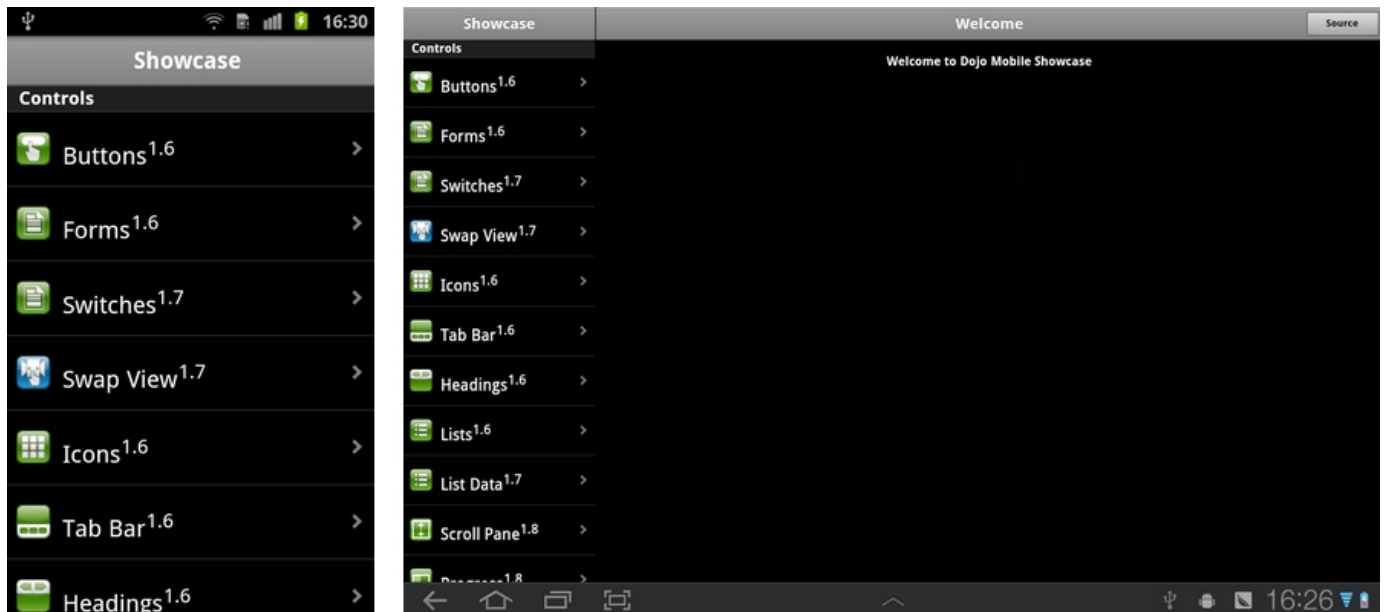 16:30
Showcase
Controls
Buttons1.6
Forms1.6
Switches1.7
Swap View1.7
Icons1.6
Tab Bar1.6
Headings1.6
Showcase
Welcome
Source
Controls
Welcome to Dojo Mobile Showcase
Buttons1.6
Forms1.6
Switches1.7
Swap View1.7
Icons1.6
Tab Bar1.6
Headings1.6
Lists1.6
List Data1.7
Scroll Pane1.8
Progress1.8
16:26